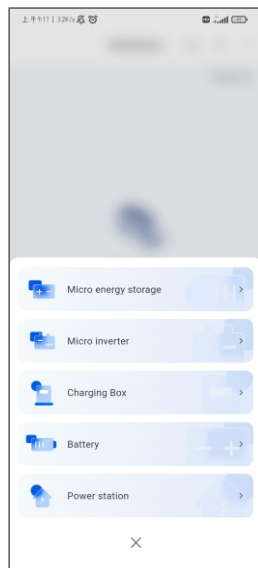 上午9:11 | 3.2K/s
Micro energy storage
Micro inverter
Charging Box
Battery
Power station